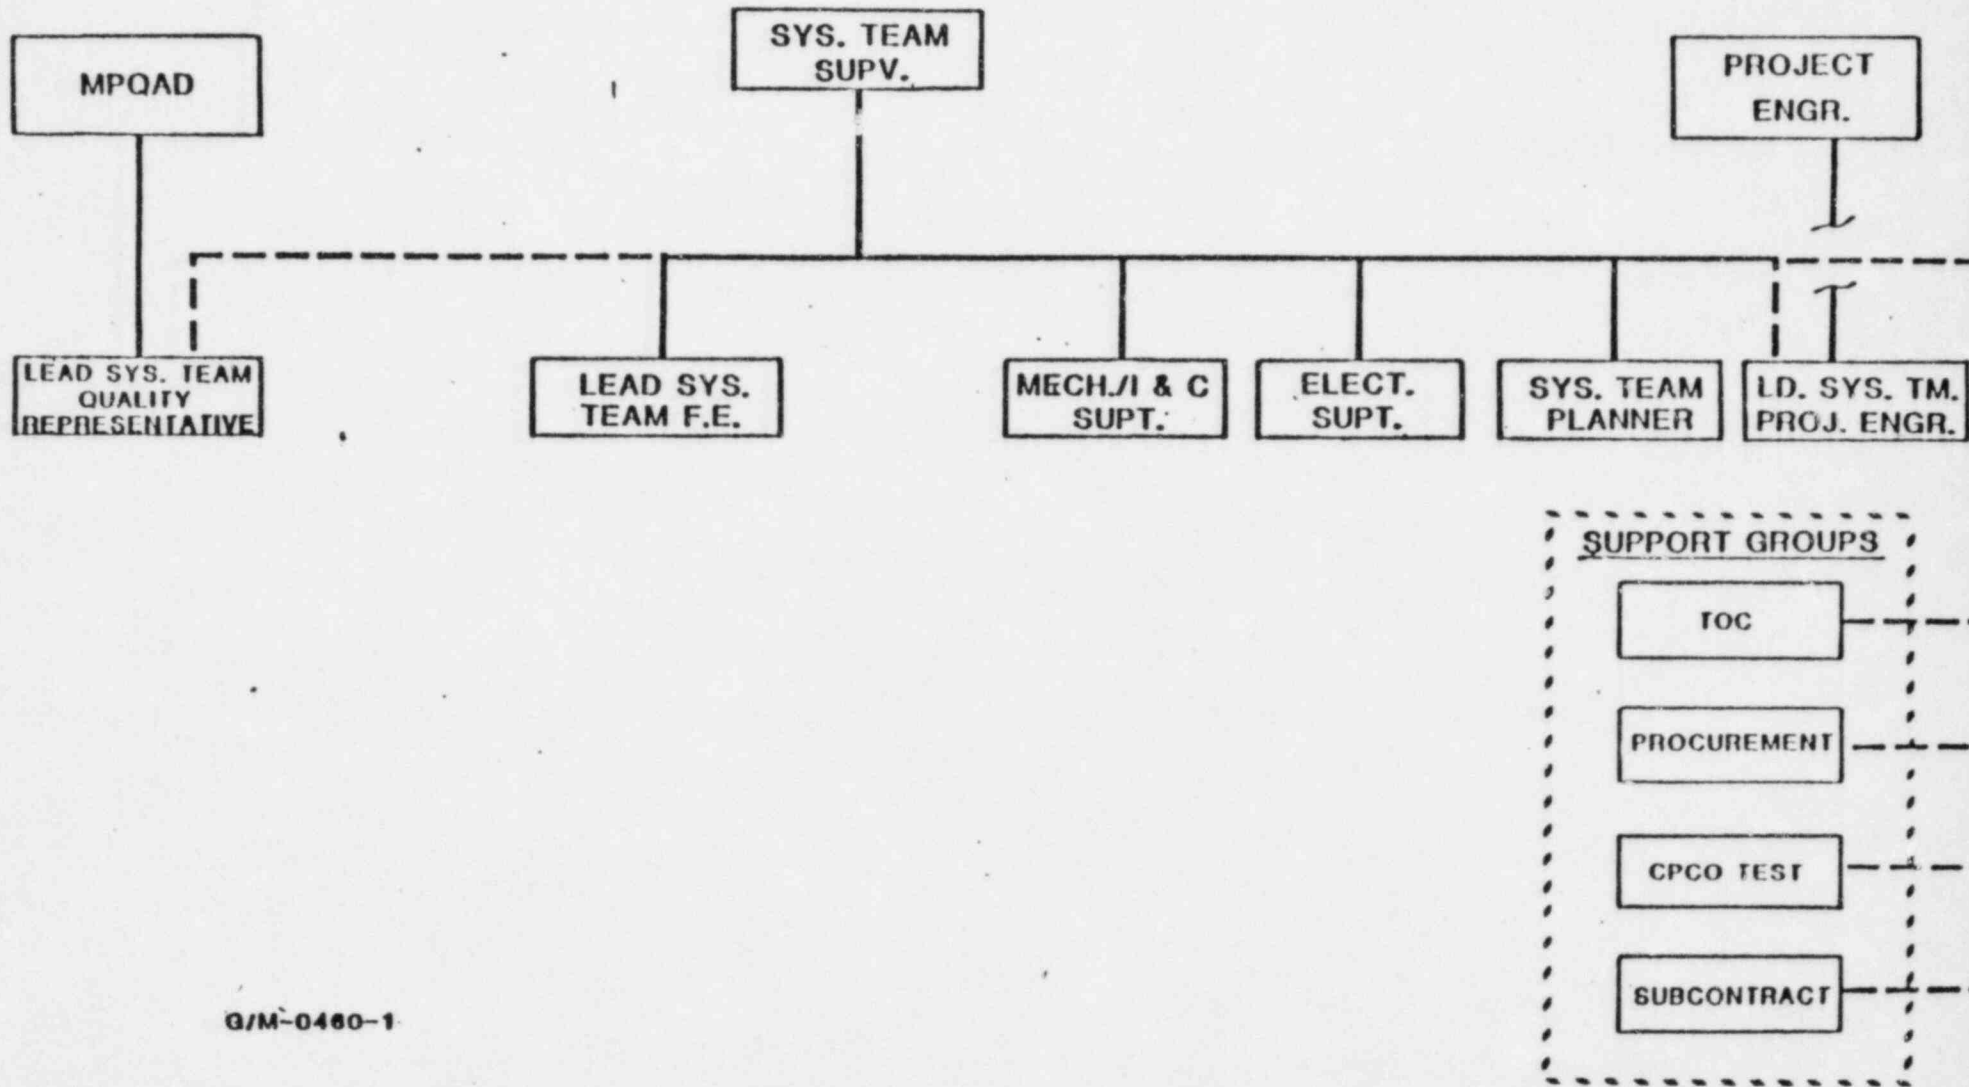 MPQAD
SYS. TEAM
SUPV.
PROJECT
ENGR.
LEAD SYS. TEAM
QUALITY
REPRESENTATIVE
LEAD SYS.
TEAM F.E.
MECH./I & C
SUPT.
ELECT.
SUPT.
SYS. TEAM
PLANNER
LD. SYS. TM.
PROJ. ENGR.
SUPPORT GROUPS
TOC
PROCUREMENT
CPCO TEST
SUBCONTRACT
G/M-0460-1